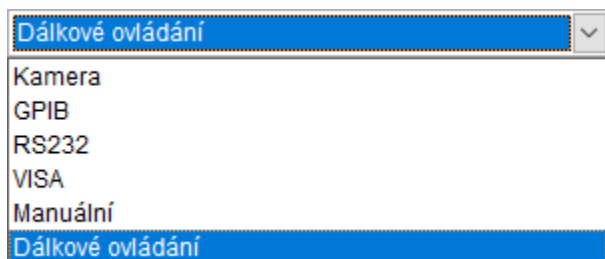 Dálkové ovládání
Kamera
GPIB
RS232
VISA
Manuální
Dálkové ovládání